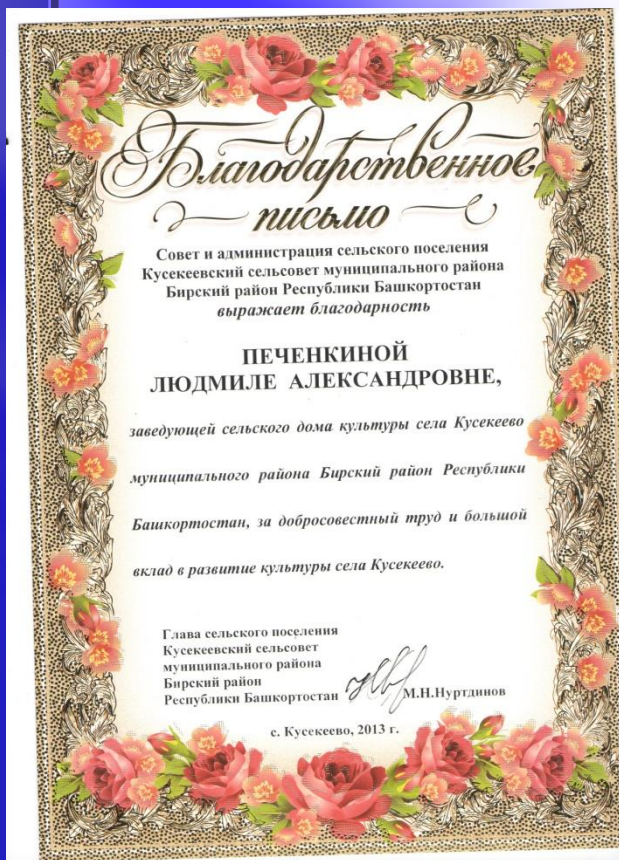 Благодарственное
письмо
Совет и администрация сельского поселения
Кусекеевский сельсовет муниципального района
Бирский район Республики Башкортостан
выражает благодарность
ПЕЧЕНКИНОЙ
ЛЮДМИЛЕ АЛЕКСАНДРОВНЕ,
заведующей сельского дома культуры села Кусекеево
муниципального района Бирский район Республики
Башкортостан, за добросовестный труд и большой
вклад в развитие культуры села Кусекеево.
Глава сельского поселения
Кусекеевский сельсовет
муниципального района
Бирский район
Республики Башкортостан М.Н.Нуртдинов
с. Кусекеево, 2013 г.